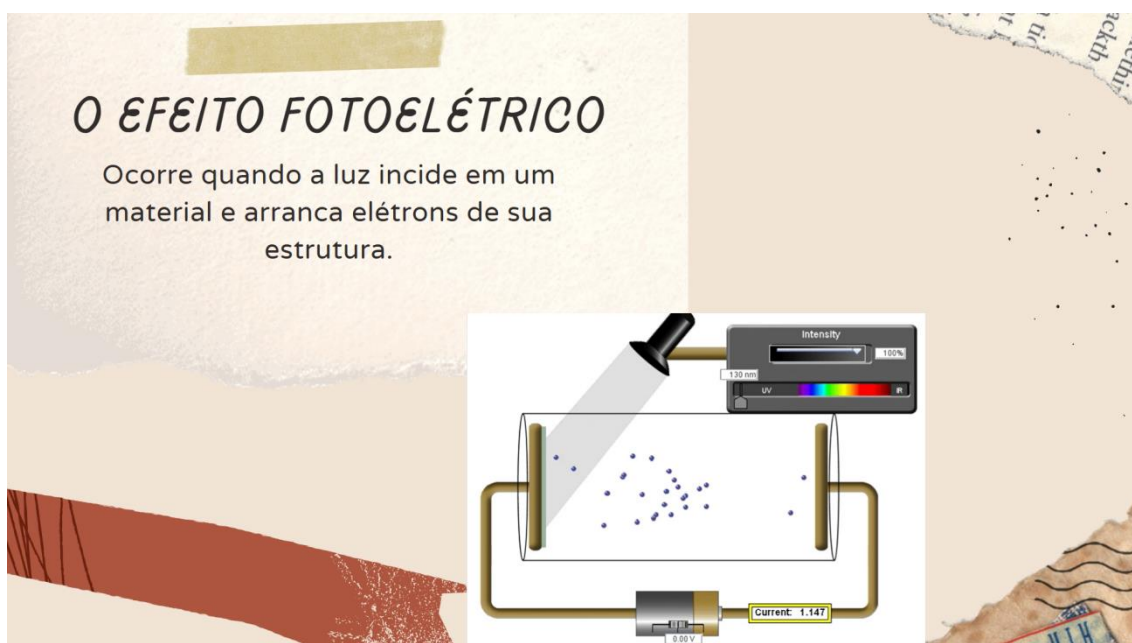 O EFEITO FOTOELÉTRICO
Ocorre quando a luz incide em um
material e arranca elétrons de sua
estrutura.
Intensity
100%
130 nm
UV
IR
Current: 1.147
0.00 V